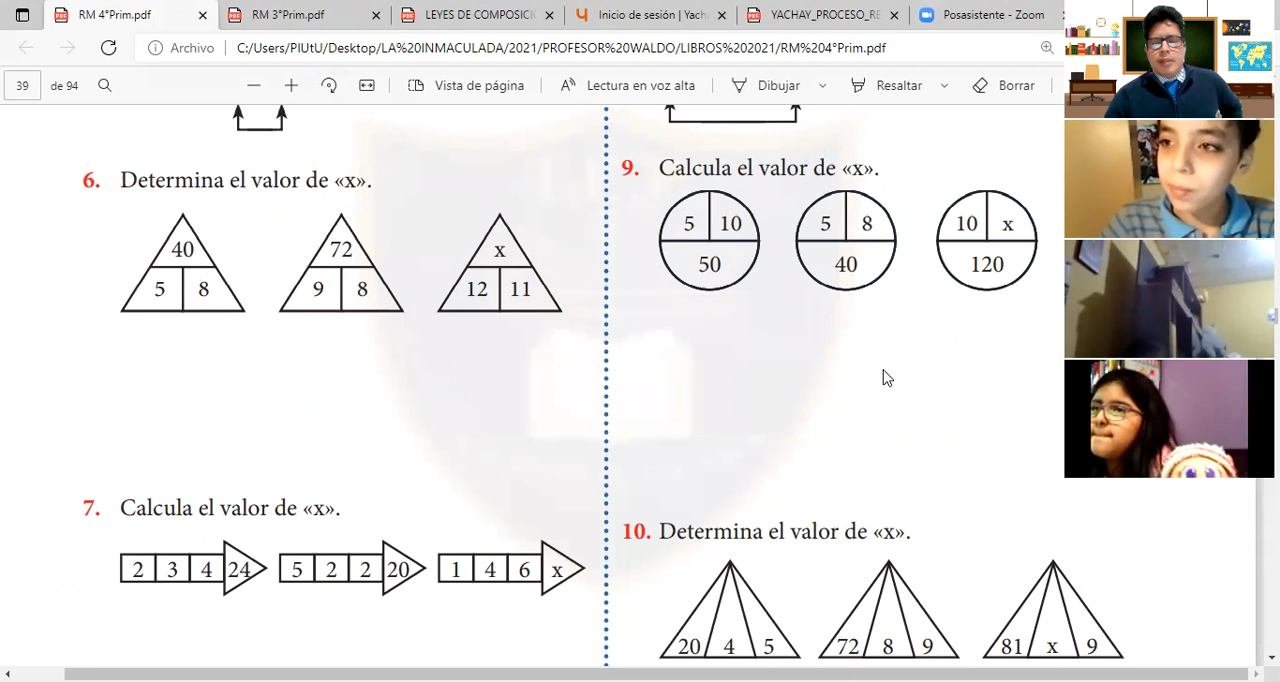 RM 4°Prim.pdf
RM 3°Prim.pdf
LEYES DE COMPOSICI
Inicio de sesión | Yach
YACHAY_PROCESO_RE
Posasistente - Zoom
Archivo
C:/Users/PIUtU/Desktop/LA%20INMACULADA/2021/PROFESOR%20WALDO/LIBROS%202021/RM%204°Prim.pdf
39 de 94
Vista de página
Lectura en voz alta
Dibujar
Resaltar
Borrar
6. Determina el valor de «x».
40 72 x
5 8 9 8 12 11
7. Calcula el valor de «x».
2 3 4 24 5 2 2 20 1 4 6 x
9. Calcula el valor de «x».
5 10 5 8 10 x
50 40 120
10. Determina el valor de «x».
20 4 5 72 8 9 81 x 9